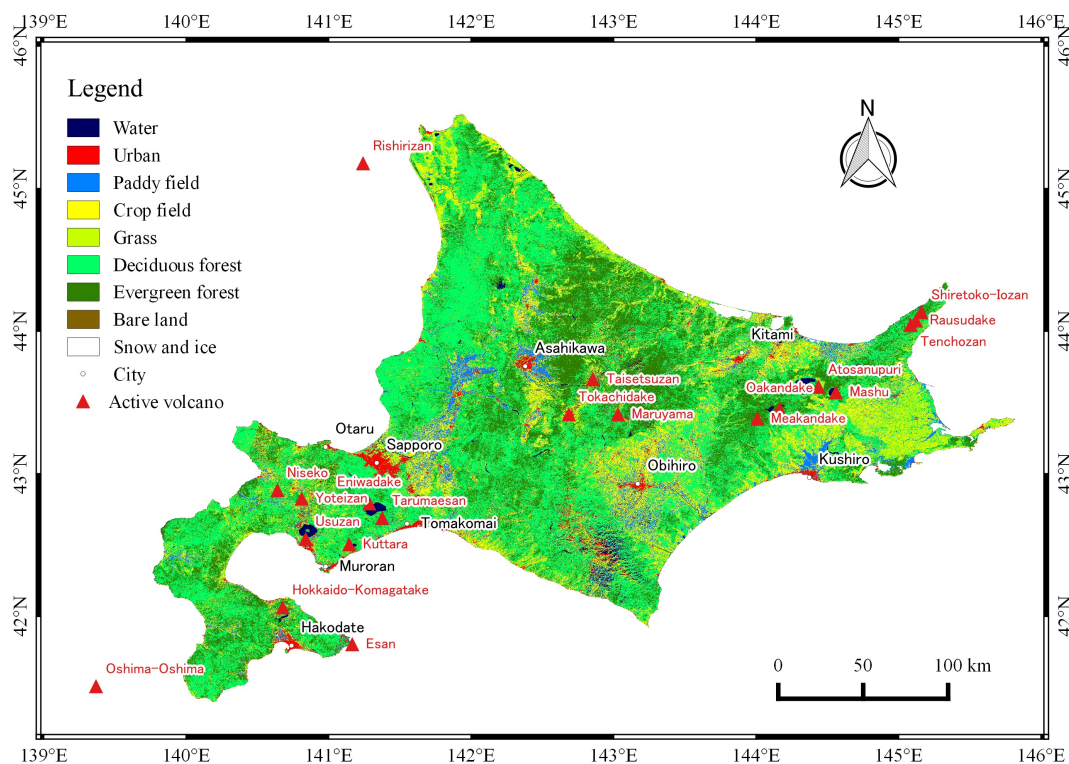 139°E 140°E 141°E 142°E 143°E 144°E 145°E 146°E
46°N 46°N
Legend
Water
Urban
Paddy field
Crop field
Grass
Deciduous forest
Evergreen forest
Bare land
Snow and ice
City
Active volcano
N
Rishirizan
45°N 45°N
Shiretoko-Iozan
Rausudake
Tenchozan
44°N 44°N
Kitami
Asahikawa
Atosanupuri
Taisetsuzan
Oakandake
Mashu
Tokachidake
Maruyama
Meakandake
Otaru
Sapporo
Kushiro
Obihiro
43°N 43°N
Niseko
Eniwadake
Yoteizan
Tarumaesan
Usuzan
Tomakomai
Kuttara
Muroran
Hokkaido-Komagatake
42°N 42°N
Hakodate
Esan
Oshima-Oshima
0 50 100 km
139°E 140°E 141°E 142°E 143°E 144°E 145°E 146°E